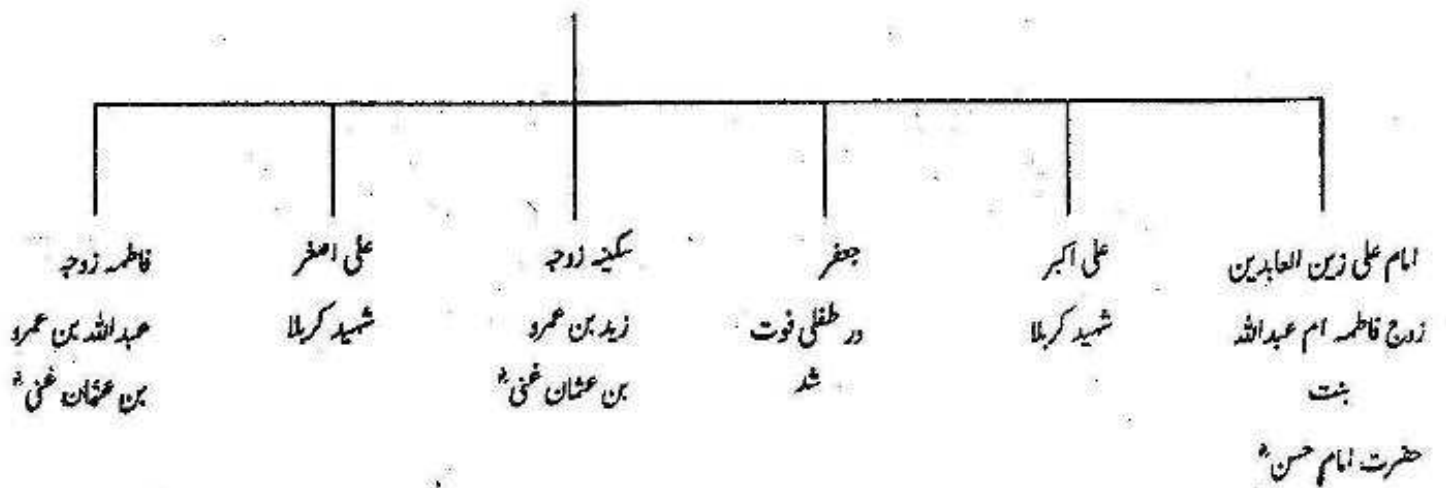 امام علی زین العابدین
زوج فاطمہ ام عبداللہ
بنت
حضرت امام حسنؓ
علی اکبر
شہید کربلا
جعفر
در طفلی فوت
شد
سکینہ زوجہ
زید بن عمرو
بن عثمان غنیؓ
علی اصغر
شہید کربلا
فاطمہ زوجہ
عبداللہ بن عمرو
بن عثمان غنیؓ